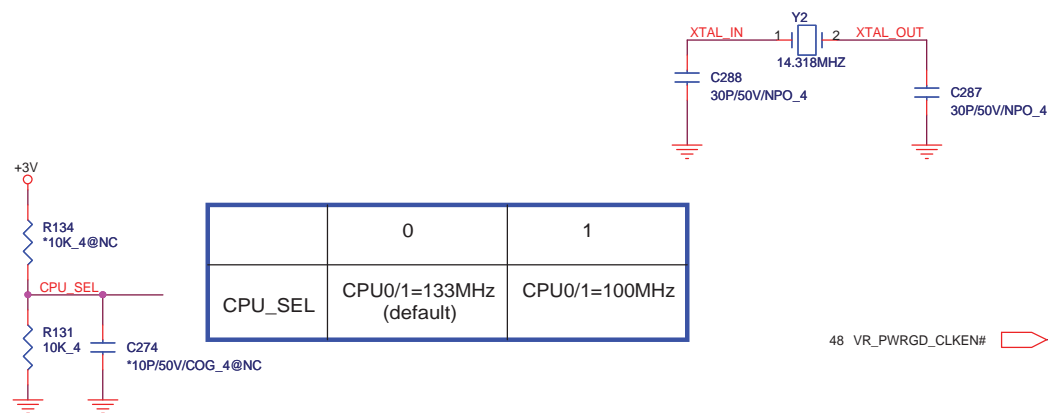 Y2
XTAL_IN
1
2
XTAL_OUT
14.318MHZ
C288
30P/50V/NPO_4
C287
30P/50V/NPO_4
+3V
R134
*10K_4@NC
CPU_SEL
R131
10K_4
C274
*10P/50V/COG_4@NC
0
1
CPU_SEL
CPU0/1=133MHz
(default)
CPU0/1=100MHz
48 VR_PWRGD_CLKEN#